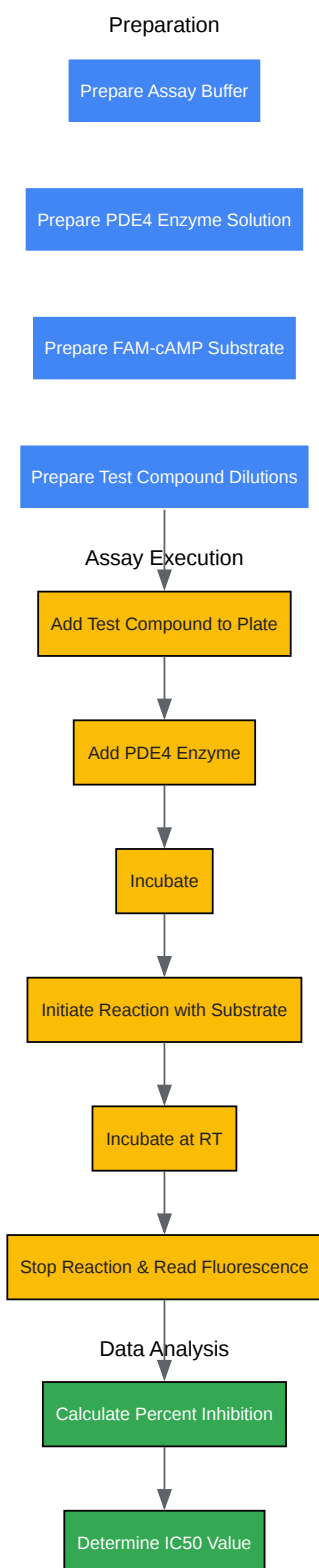 Preparation
Prepare Assay Buffer
Prepare PDE4 Enzyme Solution
Prepare FAM-cAMP Substrate
Prepare Test Compound Dilutions
Assay Execution
Add Test Compound to Plate
Add PDE4 Enzyme
Incubate
Initiate Reaction with Substrate
Incubate at RT
Stop Reaction & Read Fluorescence
Data Analysis
Calculate Percent Inhibition
Determine IC50 Value